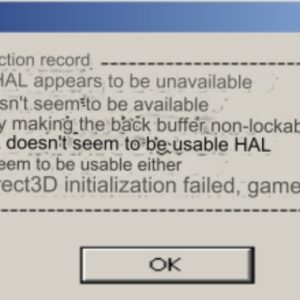 ction record
HAL appears to be unavailable
sn't seem to be available
y making the back buffer non-lockab
doesn't seem to be usable HAL
seem to be usable either
rect3D initialization failed, game
OK